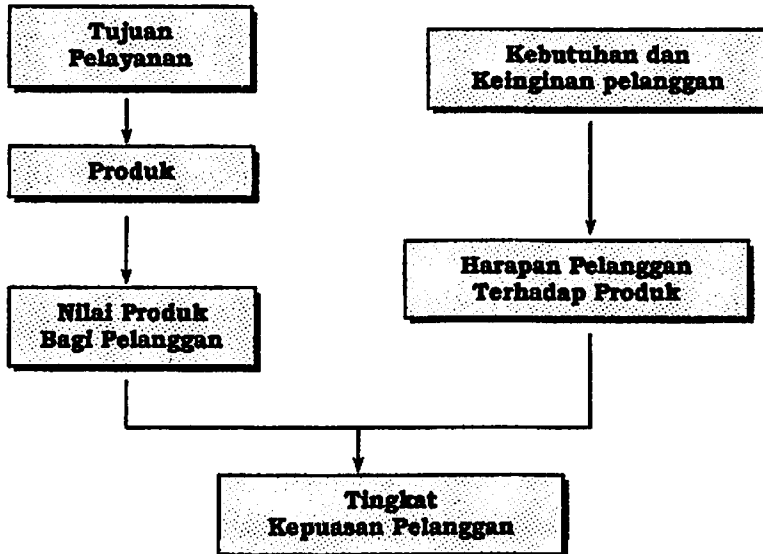 Tujuan
Pelayanan
Kebutuhan dan
Keinginan pelanggan
Produk
Harapan Pelanggan
Terhadap Produk
Nilai Produk
Bagi Pelanggan
Tingkat
Kepuasan Pelanggan